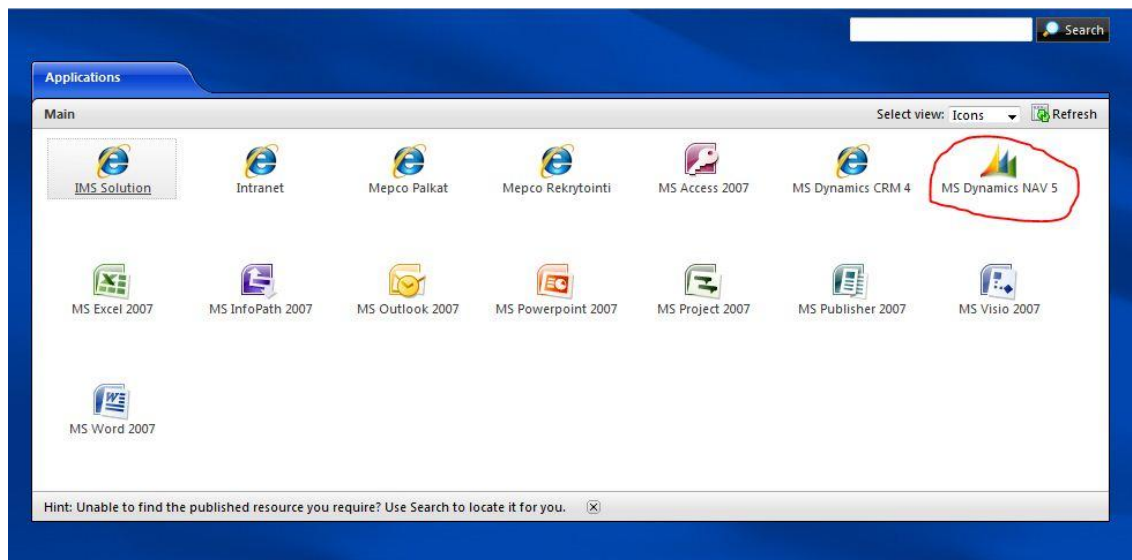 Search
Applications
Main
Select view: Icons
Refresh
IMS Solution
Intranet
Mepco Palkat
Mepco Rekrytointi
MS Access 2007
MS Dynamics CRM 4
MS Dynamics NAV 5
MS Excel 2007
MS InfoPath 2007
MS Outlook 2007
MS Powerpoint 2007
MS Project 2007
MS Publisher 2007
MS Visio 2007
MS Word 2007
Hint: Unable to find the published resource you require? Use Search to locate it for you.